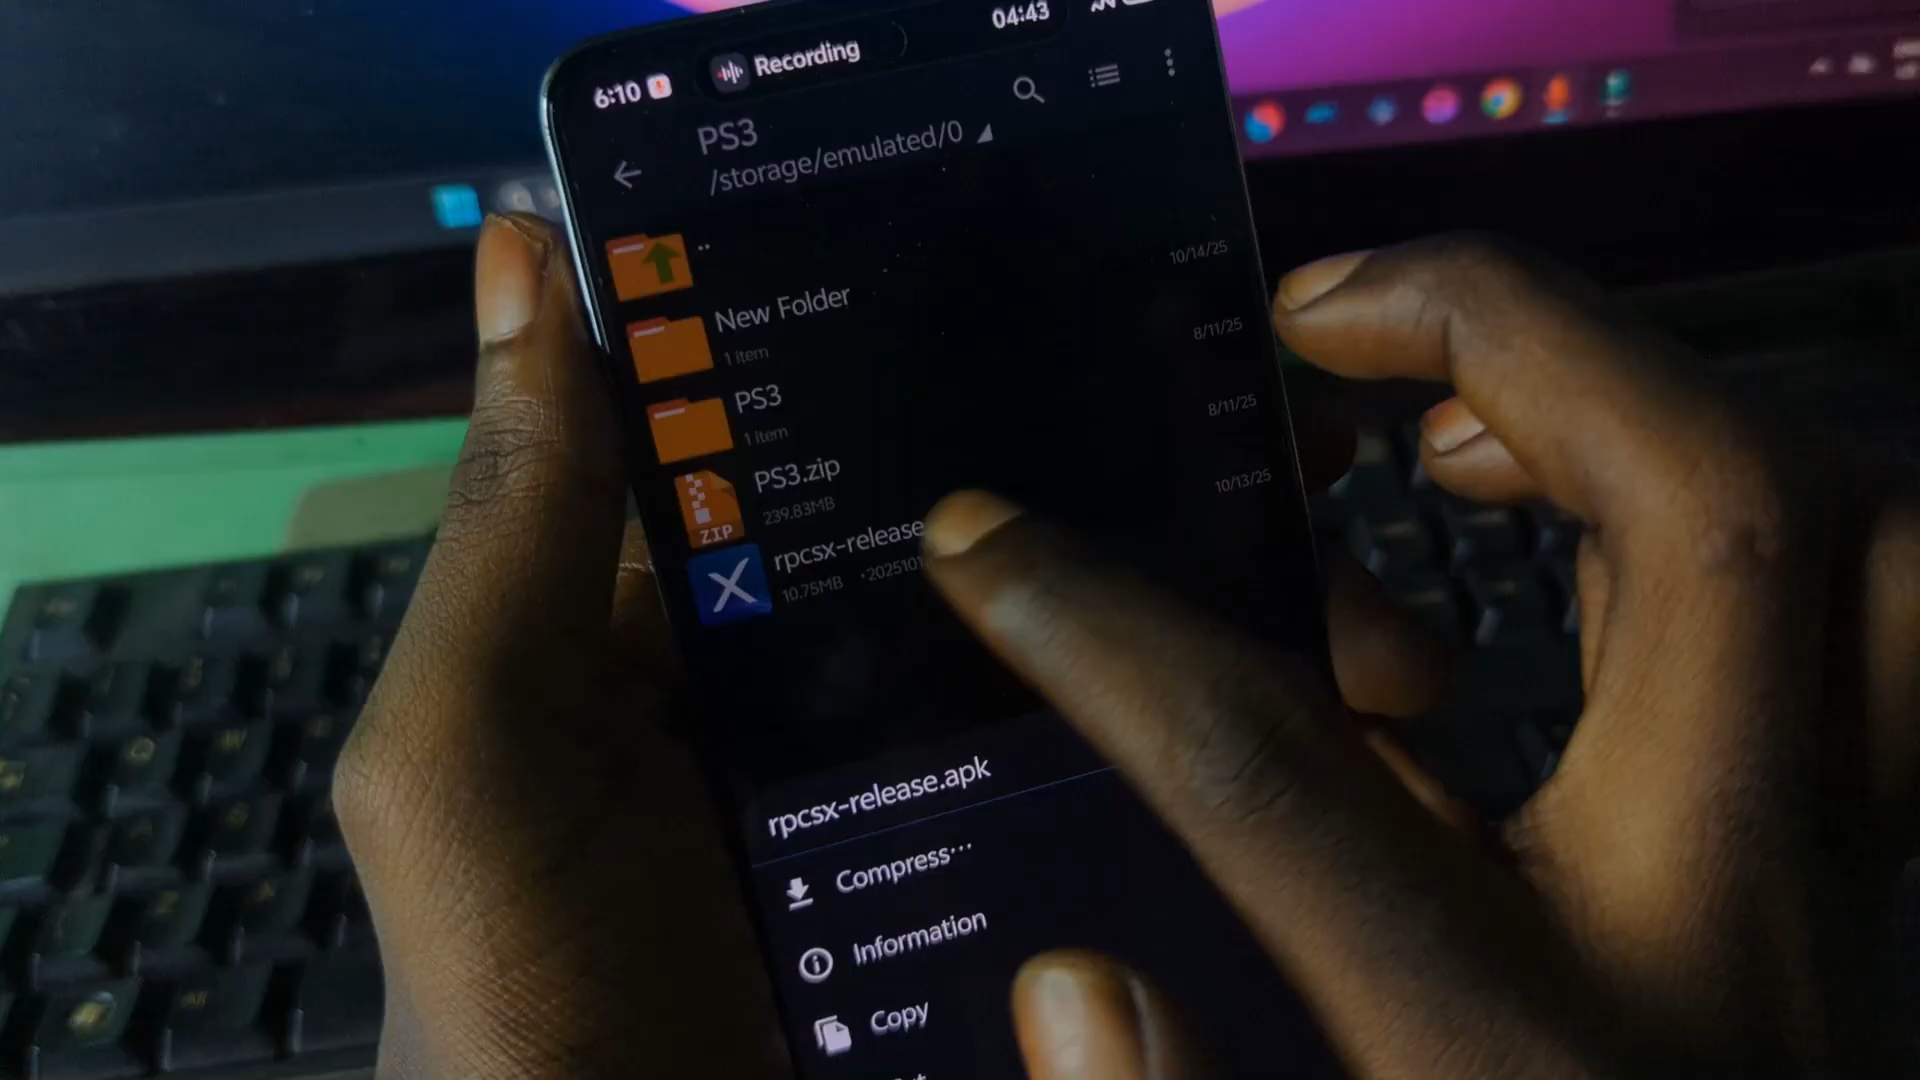 6:10
Recording
04:43
PS3
/storage/emulated/0
..
10/14/25
New Folder
1 item
8/11/25
PS3
1 item
8/11/25
PS3.zip
239.83MB
10/13/25
ZIP
rpcsx-release
10.75MB
rpcsx-release.apk
Compress...
Information
Copy